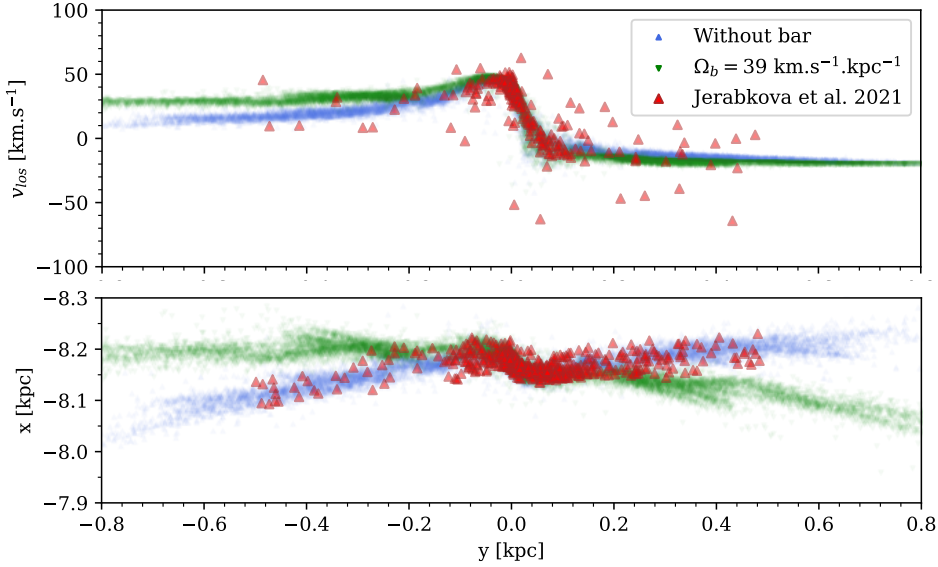 100
50
0
−50
−100
v_los [km.s⁻¹]
Without bar
Ω_b = 39 km.s⁻¹.kpc⁻¹
Jerabkova et al. 2021
−8.3
−8.2
−8.1
−8.0
−7.9
x [kpc]
−0.8 −0.6 −0.4 −0.2 0.0 0.2 0.4 0.6 0.8
y [kpc]